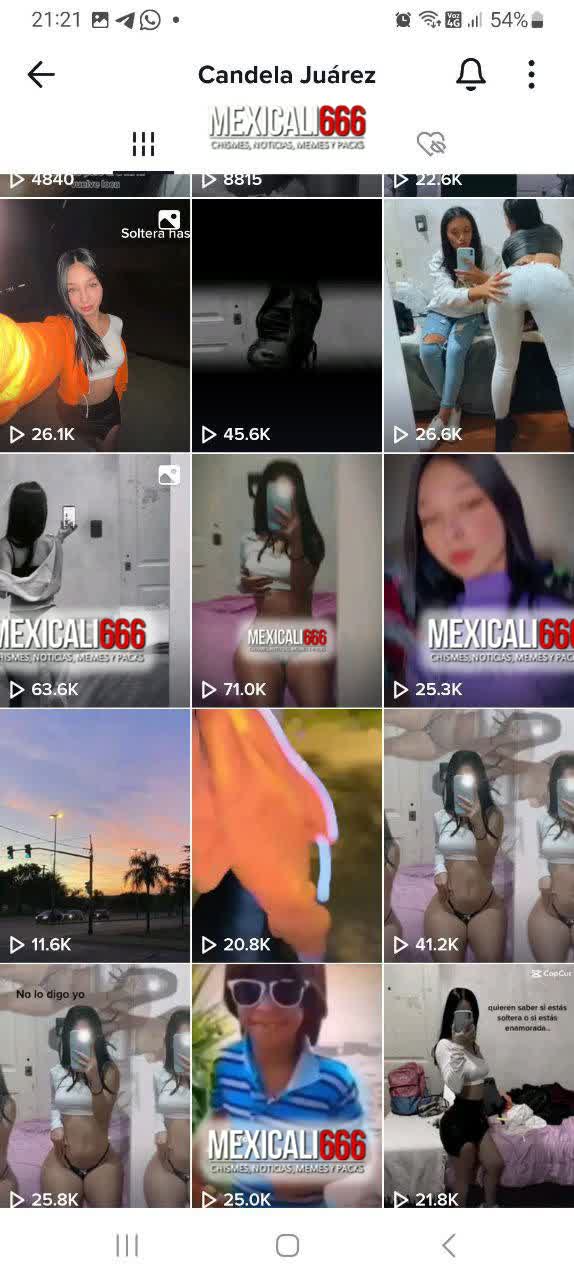 21:21
Voz
4G
54%
Candela Juárez
MEXICALI666
CHISMES, NOTICIAS, MEMES Y PACKS
4840
8815
22.6K
Soltera has
26.1K
45.6K
26.6K
MEXICALI666
CHISMES, NOTICIAS, MEMES Y PACKS
63.6K
MEXICALI666
71.0K
MEXICALI66
CHISMES, NOTICIAS, MEMES Y PACKS
25.3K
11.6K
20.8K
41.2K
No lo digo yo
25.8K
MEXICALI666
CHISMES, NOTICIAS, MEMES Y PACKS
25.0K
CapCut
quieren saber si estás
soltera o si estás
enamorada...
21.8K